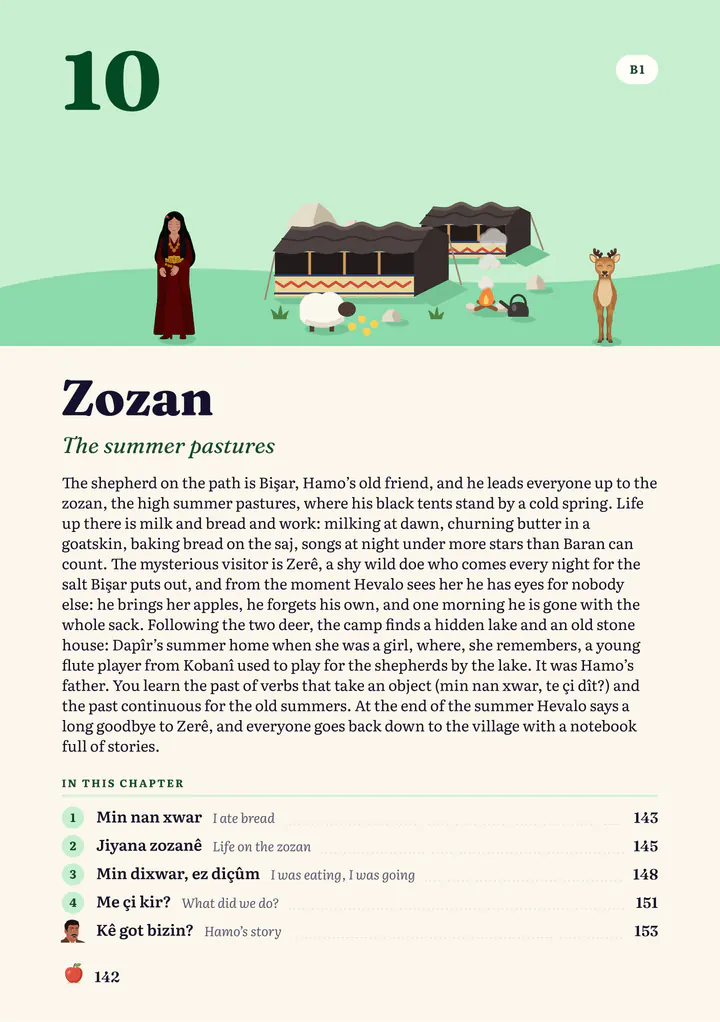 10
B1
Zozan
The summer pastures
The shepherd on the path is Bişar, Hamo’s old friend, and he leads everyone up to the
zozan, the high summer pastures, where his black tents stand by a cold spring. Life
up there is milk and bread and work: milking at dawn, churning butter in a
goatskin, baking bread on the saj, songs at night under more stars than Baran can
count. The mysterious visitor is Zerê, a shy wild doe who comes every night for the
salt Bişar puts out, and from the moment Hevalo sees her he has eyes for nobody
else: he brings her apples, he forgets his own, and one morning he is gone with the
whole sack. Following the two deer, the camp finds a hidden lake and an old stone
house: Dapîr’s summer home when she was a girl, where, she remembers, a young
flute player from Kobanî used to play for the shepherds by the lake. It was Hamo’s
father. You learn the past of verbs that take an object (min nan xwar, te çi dît?) and
the past continuous for the old summers. At the end of the summer Hevalo says a
long goodbye to Zerê, and everyone goes back down to the village with a notebook
full of stories.
IN THIS CHAPTER
1 Min nan xwar I ate bread 143
2 Jiyana zozanê Life on the zozan 145
3 Min dixwar, ez diçûm I was eating, I was going 148
4 Me çi kir? What did we do? 151
Kê got bizin? Hamo’s story 153
142